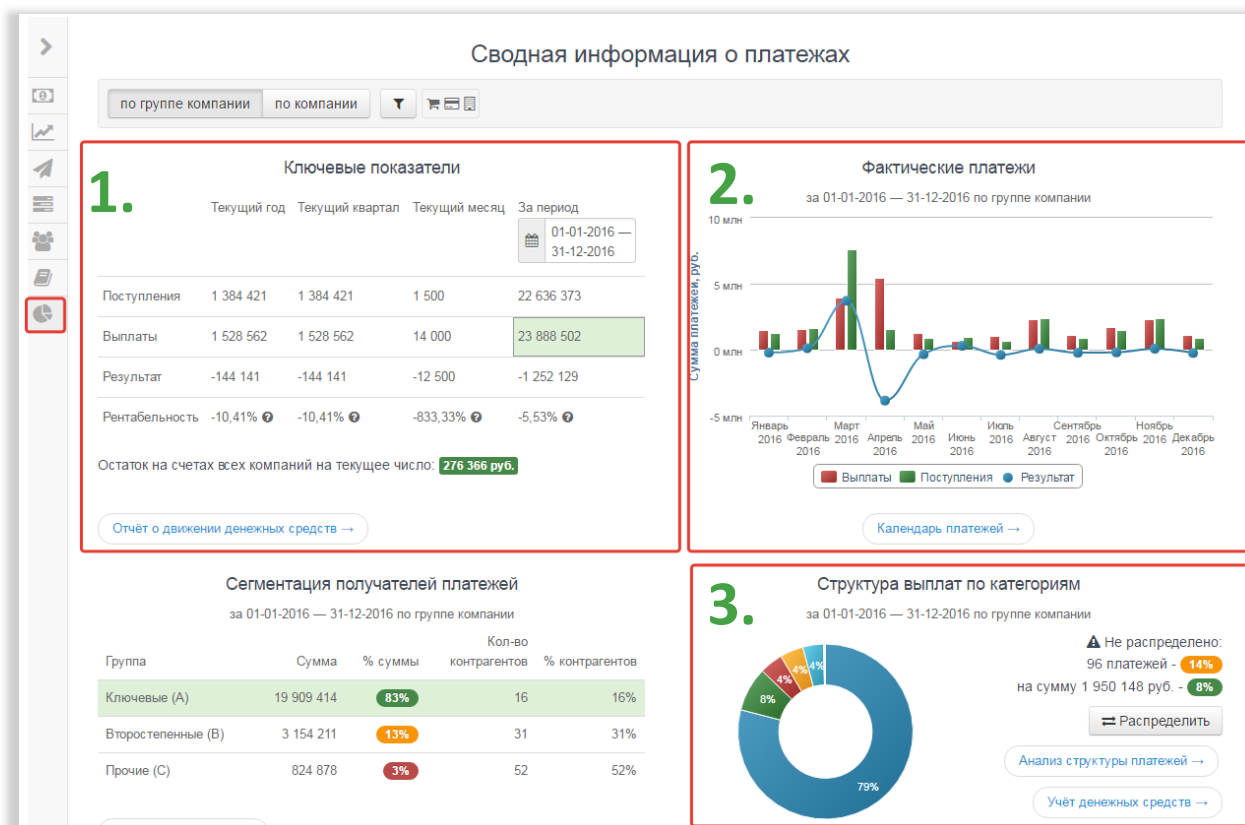 Сводная информация о платежах
по группе компании по компании
1.
Ключевые показатели
Текущий год Текущий квартал Текущий месяц За период
01-01-2016 —
31-12-2016
Поступления 1 384 421 1 384 421 1 500 22 636 373
Выплаты 1 528 562 1 528 562 14 000 23 888 502
Результат -144 141 -144 141 -12 500 -1 252 129
Рентабельность -10,41% ? -10,41% ? -833,33% ? -5,53% ?
Остаток на счетах всех компаний на текущее число: 276 366 руб.
Отчёт о движении денежных средств →
2.
Фактические платежи
за 01-01-2016 — 31-12-2016 по группе компании
Сумма платежей, руб.
10 млн
5 млн
0 млн
-5 млн
Январь 2016
Февраль 2016
Март 2016
Апрель 2016
Май 2016
Июнь 2016
Июль 2016
Август 2016
Сентябрь 2016
Октябрь 2016
Ноябрь 2016
Декабрь 2016
Выплаты Поступления Результат
Календарь платежей →
Сегментация получателей платежей
за 01-01-2016 — 31-12-2016 по группе компании
Группа Сумма % суммы Кол-во контрагентов % контрагентов
Ключевые (A) 19 909 414 83% 16 16%
Второстепенные (B) 3 154 211 13% 31 31%
Прочие (C) 824 878 3% 52 52%
3.
Структура выплат по категориям
за 01-01-2016 — 31-12-2016 по группе компании
4%
4%
4%
8%
79%
Не распределено:
96 платежей - 14%
на сумму 1 950 148 руб. - 8%
Распределить
Анализ структуры платежей →
Учёт денежных средств →